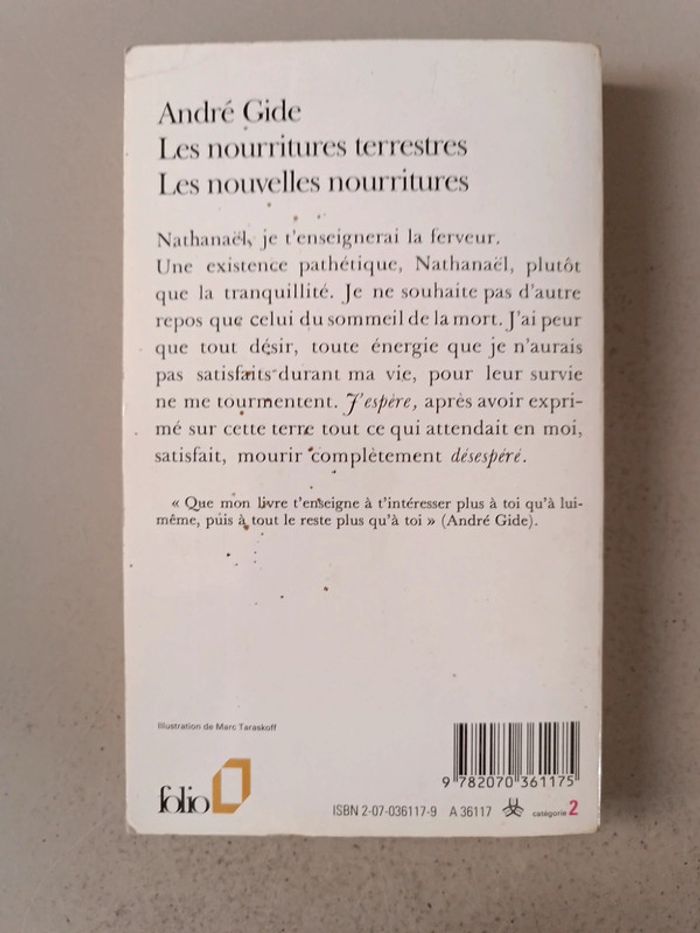 André Gide
Les nourritures terrestres
Les nouvelles nourritures
Nathanaël, je t'enseignerai la ferveur.
Une existence pathétique, Nathanaël, plutôt
que la tranquillité. Je ne souhaite pas d'autre
repos que celui du sommeil de la mort. J'ai peur
que tout désir, toute énergie que je n'aurais
pas satisfaits durant ma vie, pour leur survie
ne me tourmentent. J'espère, après avoir expri-
mé sur cette terre tout ce qui attendait en moi,
satisfait, mourir complètement désespéré.
« Que mon livre t'enseigne à t'intéresser plus à toi qu'à lui-
même, puis à tout le reste plus qu'à toi » (André Gide).
Illustration de Marc Taraskoff
9 782070 361175
folio
ISBN 2-07-036117-9 A 36117 catégorie 2